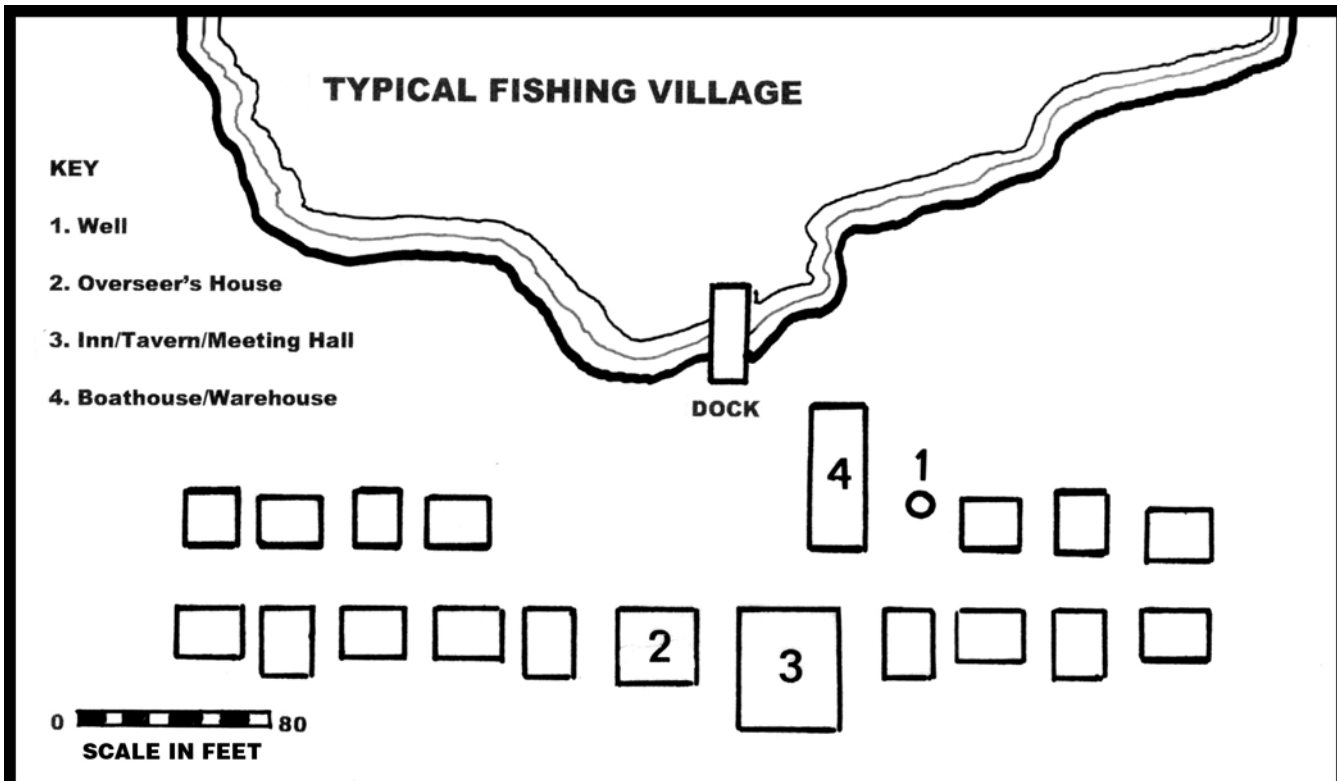 TYPICAL FISHING VILLAGE
KEY
1. Well
2. Overseer's House
3. Inn/Tavern/Meeting Hall
4. Boathouse/Warehouse
DOCK
4
1
2
3
0 80
SCALE IN FEET